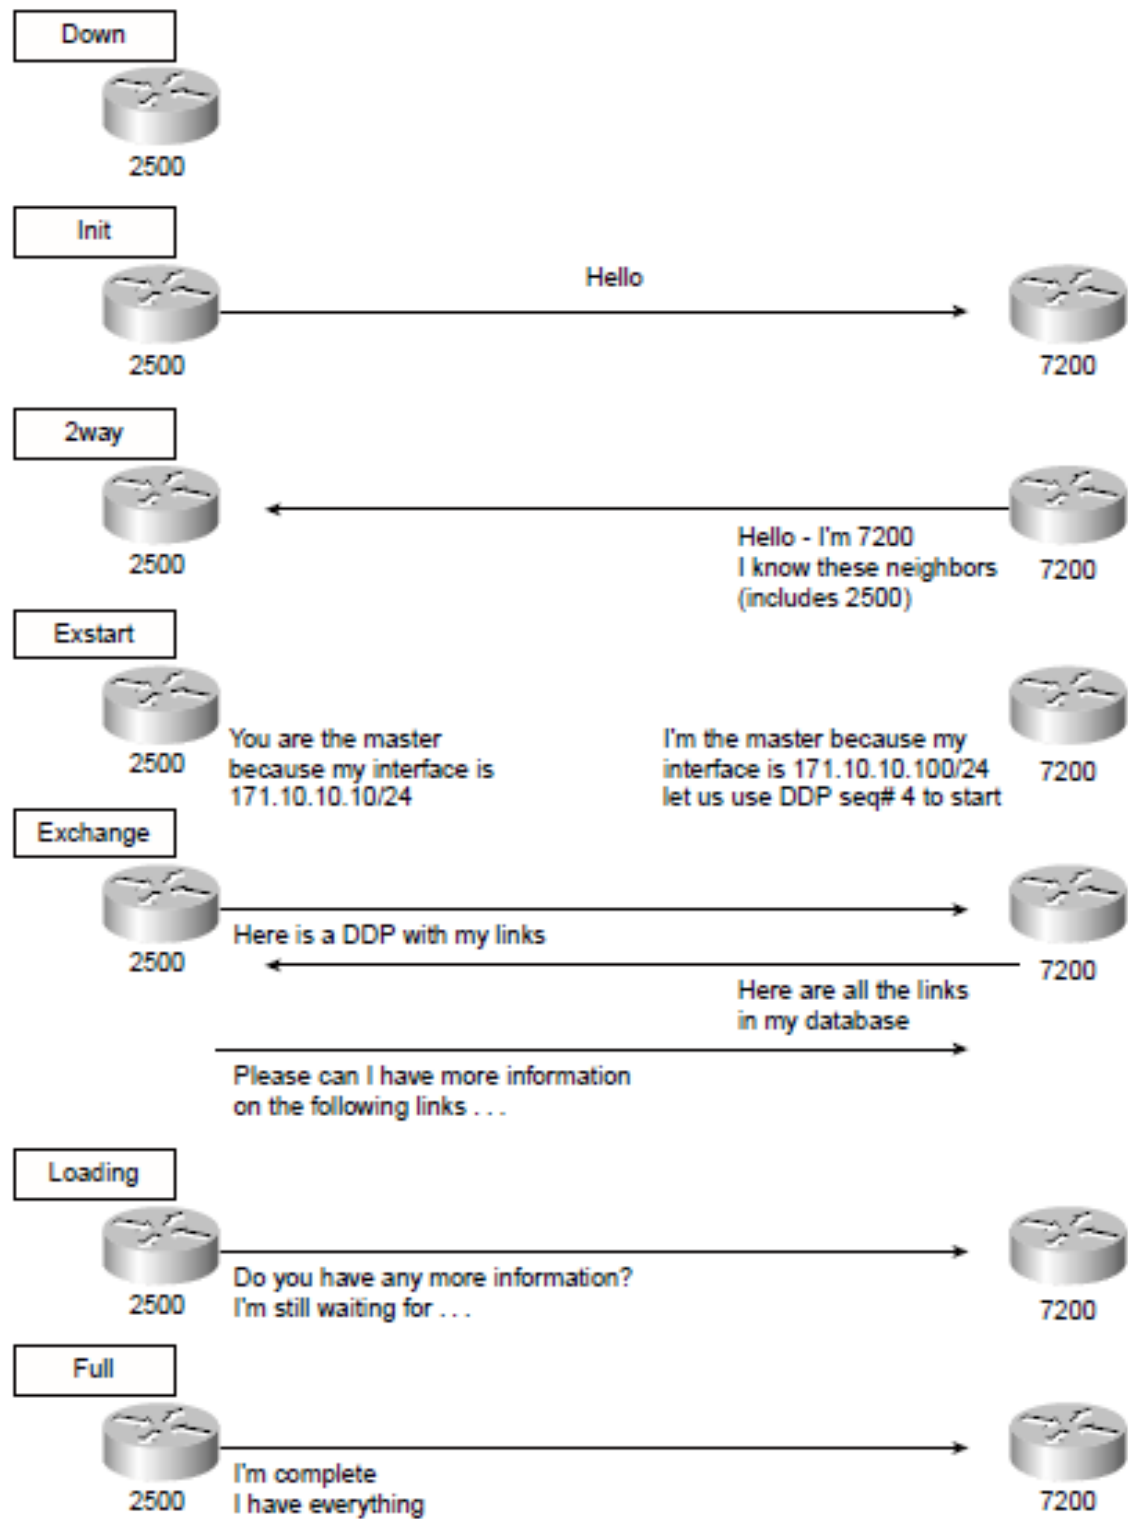 Down
2500
Init
Hello
2500
7200
2way
2500
Hello - I'm 7200
I know these neighbors
(includes 2500)
7200
Exstart
2500
You are the master
because my interface is
171.10.10.10/24
I'm the master because my
interface is 171.10.10.100/24
let us use DDP seq# 4 to start
7200
Exchange
2500
Here is a DDP with my links
7200
Here are all the links
in my database
Please can I have more information
on the following links . . .
Loading
2500
Do you have any more information?
I'm still waiting for . . .
7200
Full
2500
I'm complete
I have everything
7200